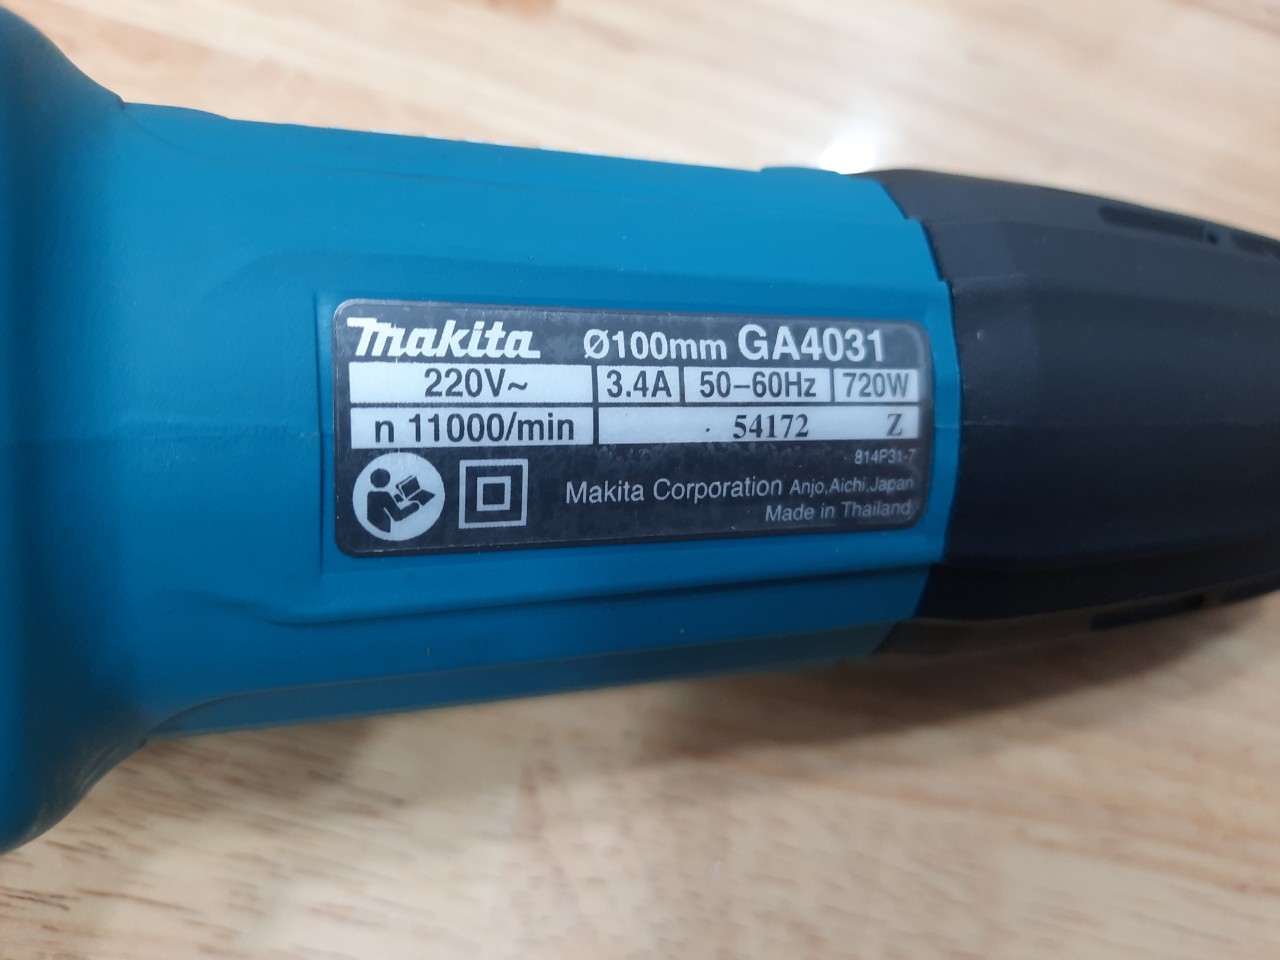 makita Ø100mm GA4031
220V~ 3.4A 50–60Hz 720W
n 11000/min 54172 Z
814P31-7
Makita Corporation Anjo,Aichi,Japan
Made in Thailand